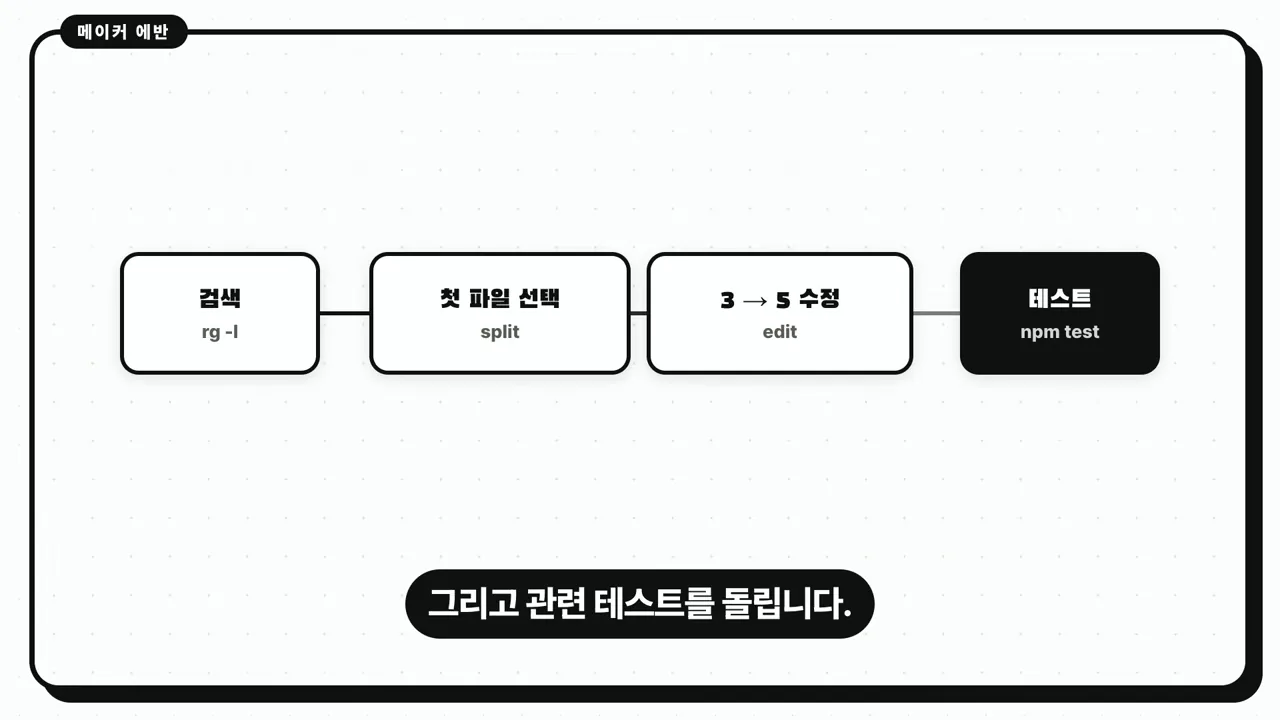 메이커 에반
검색
rg -l
첫 파일 선택
split
3 → 5 수정
edit
테스트
npm test
그리고 관련 테스트를 돌립니다.